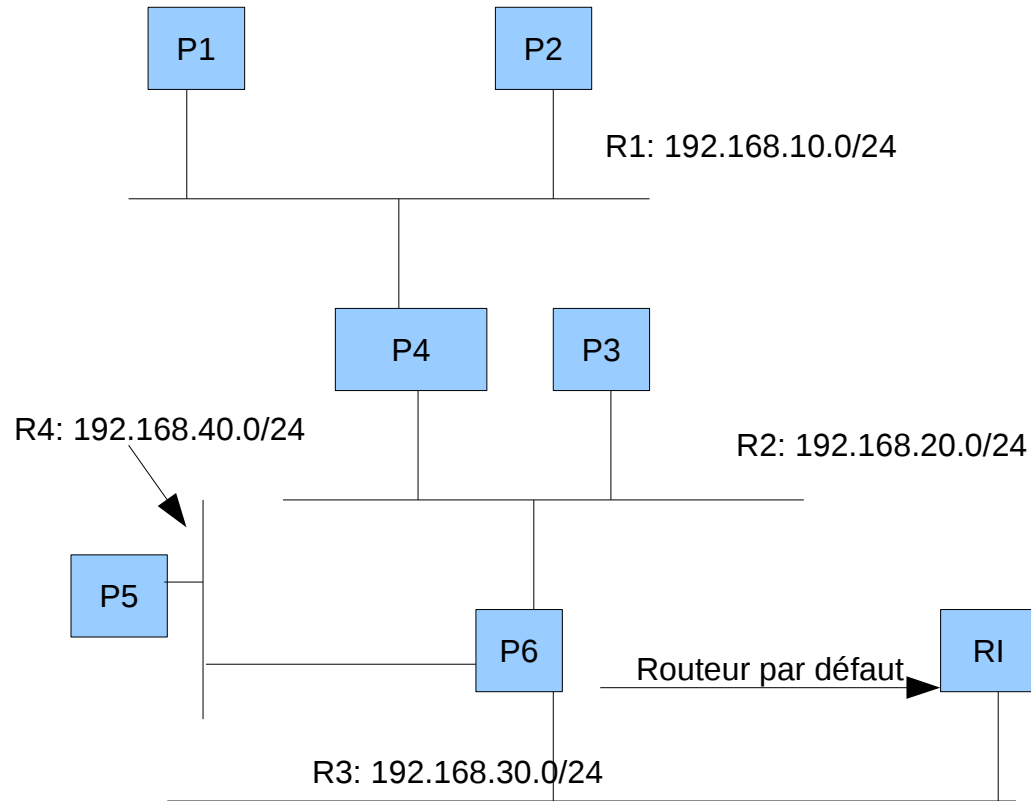 P1
P2
R1: 192.168.10.0/24
P4
P3
R4: 192.168.40.0/24
R2: 192.168.20.0/24
P5
P6
Routeur par défaut
RI
R3: 192.168.30.0/24